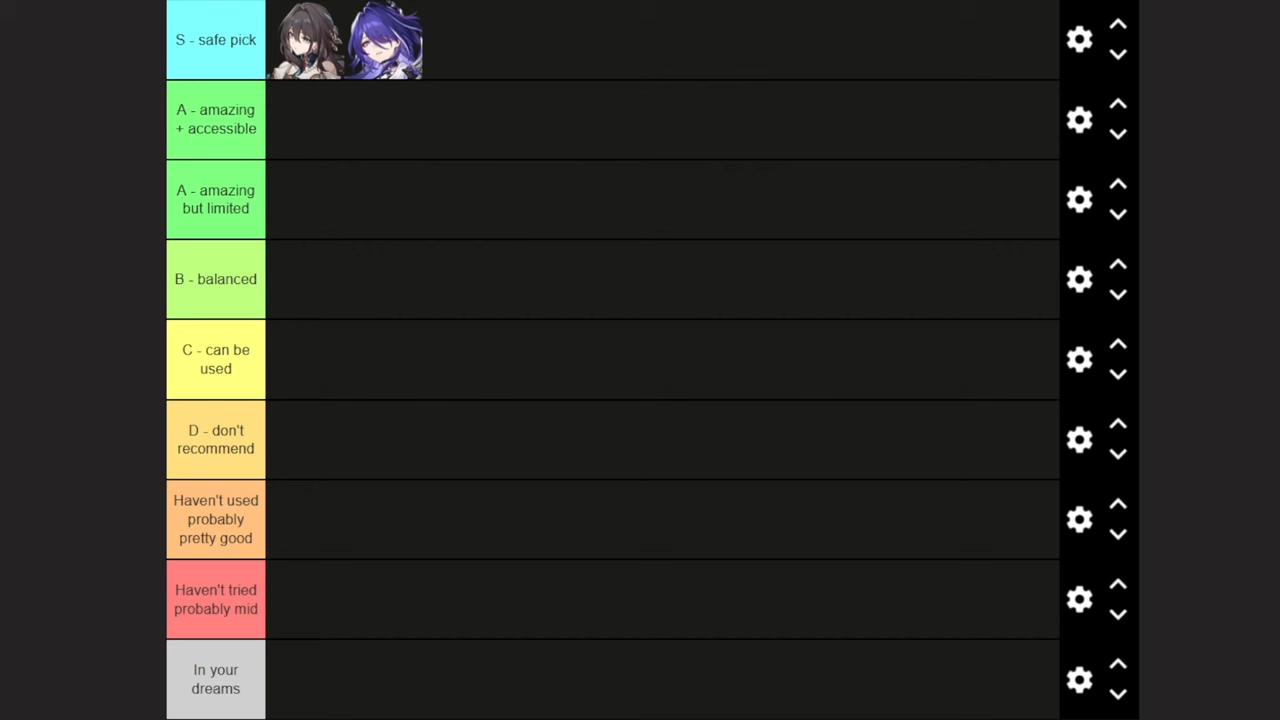 S - safe pick
A - amazing
+ accessible
A - amazing
but limited
B - balanced
C - can be
used
D - don't
recommend
Haven't used
probably
pretty good
Haven't tried
probably mid
In your
dreams